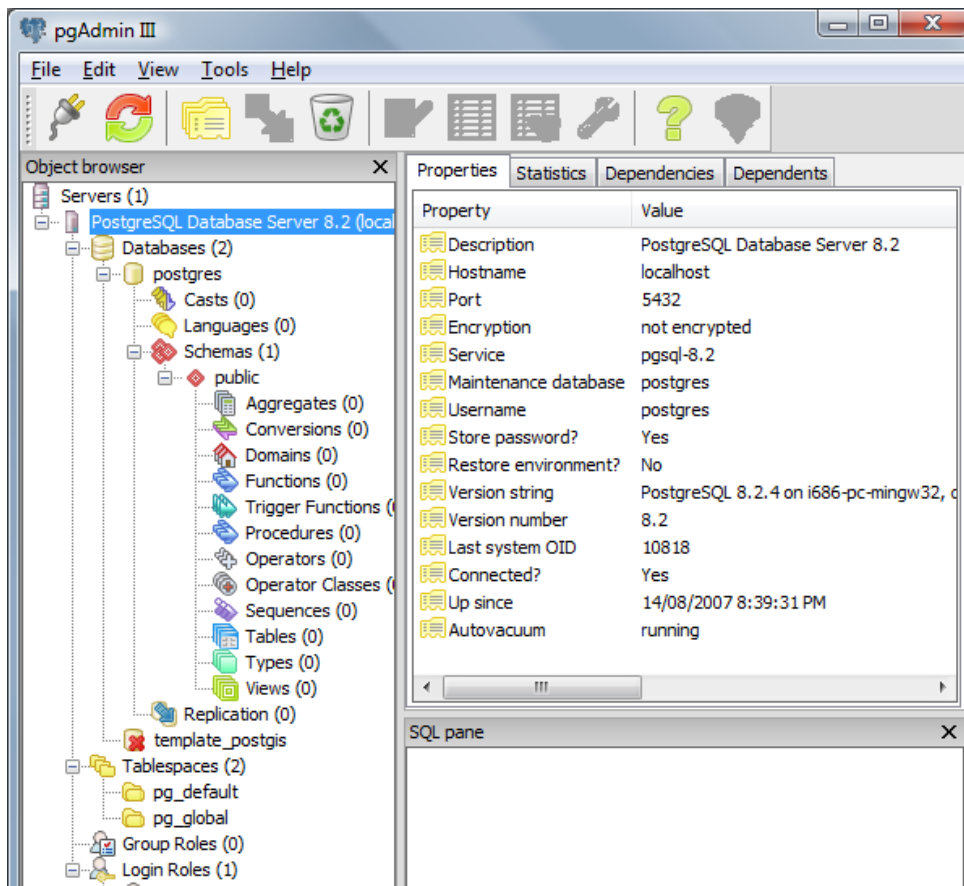 pgAdmin III
File Edit View Tools Help
Object browser
Servers (1)
PostgreSQL Database Server 8.2 (local
Databases (2)
postgres
Casts (0)
Languages (0)
Schemas (1)
public
Aggregates (0)
Conversions (0)
Domains (0)
Functions (0)
Trigger Functions (
Procedures (0)
Operators (0)
Operator Classes (
Sequences (0)
Tables (0)
Types (0)
Views (0)
Replication (0)
template_postgis
Tablespaces (2)
pg_default
pg_global
Group Roles (0)
Login Roles (1)
Properties Statistics Dependencies Dependents
Property Value
Description PostgreSQL Database Server 8.2
Hostname localhost
Port 5432
Encryption not encrypted
Service pgsql-8.2
Maintenance database postgres
Username postgres
Store password? Yes
Restore environment? No
Version string PostgreSQL 8.2.4 on i686-pc-mingw32, c
Version number 8.2
Last system OID 10818
Connected? Yes
Up since 14/08/2007 8:39:31 PM
Autovacuum running
SQL pane